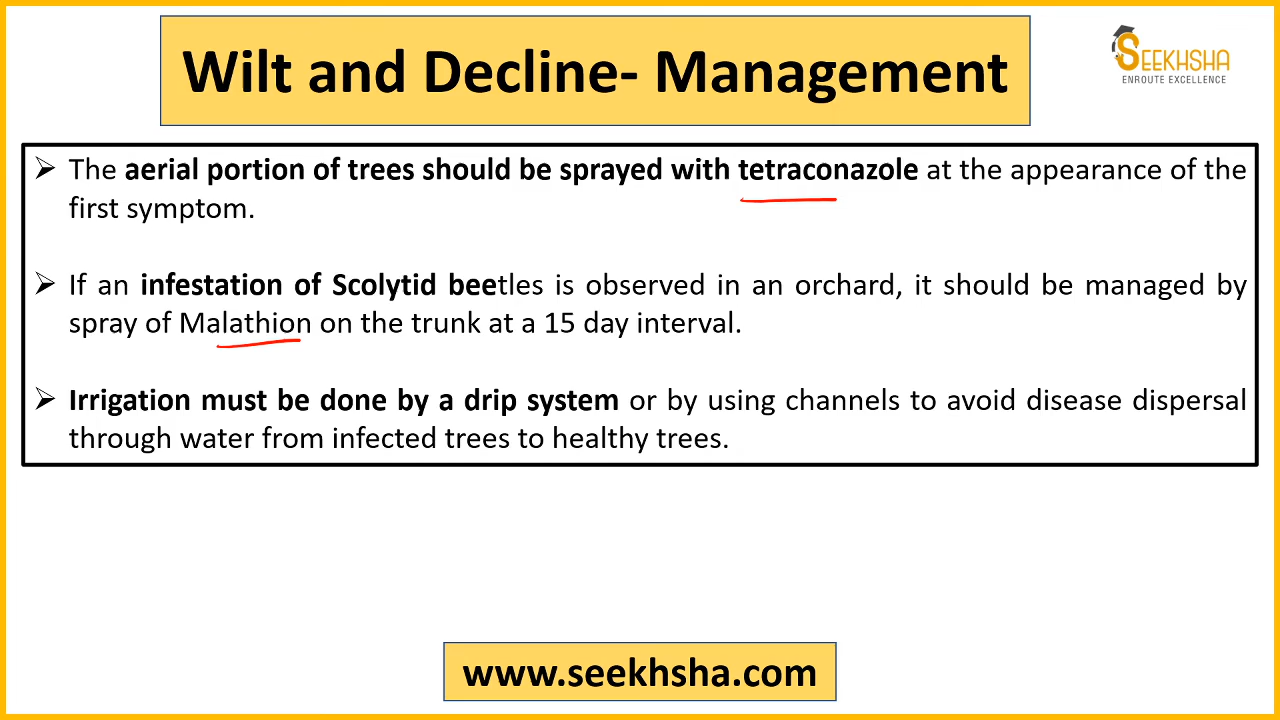 Wilt and Decline- Management
SEEKHSHA
ENROUTE EXCELLENCE
➢ The aerial portion of trees should be sprayed with tetraconazole at the appearance of the
first symptom.
➢ If an infestation of Scolytid beetles is observed in an orchard, it should be managed by
spray of Malathion on the trunk at a 15 day interval.
➢ Irrigation must be done by a drip system or by using channels to avoid disease dispersal
through water from infected trees to healthy trees.
www.seekhsha.com